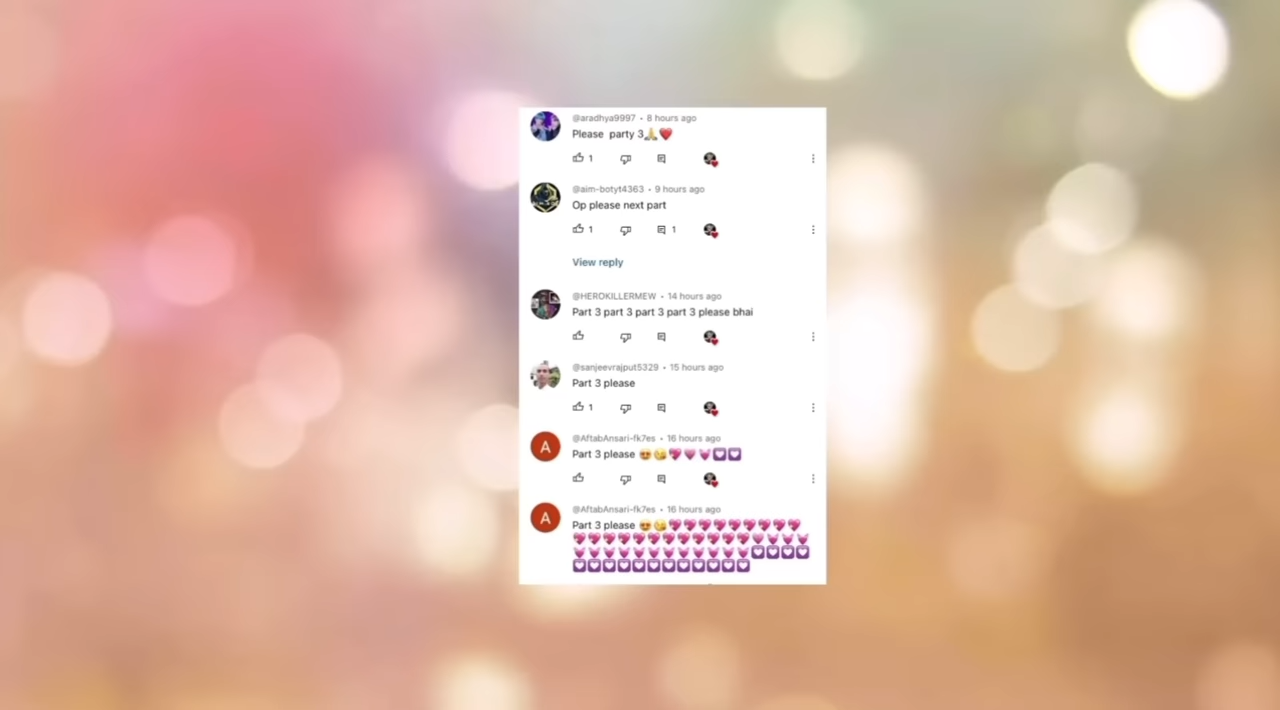 @aradhya9997 • 8 hours ago
Please party 3🙏❤️
1
@aim-botyt4363 • 9 hours ago
Op please next part
1 1
View reply
@HEROKILLERMEW • 14 hours ago
Part 3 part 3 part 3 part 3 please bhai
@sanjeevrajput5329 • 15 hours ago
Part 3 please
1
A @AftabAnsari-fk7es • 16 hours ago
Part 3 please 😍😘💖💗💓💟💟
A @AftabAnsari-fk7es • 16 hours ago
Part 3 please 😍😘💖💖💖💖💖💖💖💖💖
💖💖💖💖💖💖💖💖💖💖💖💖💓💓💓💓
💓💓💓💓💓💓💓💓💓💓💓💓💟💟💟💟
💟💟💟💟💟💟💟💟💟💟💟💟